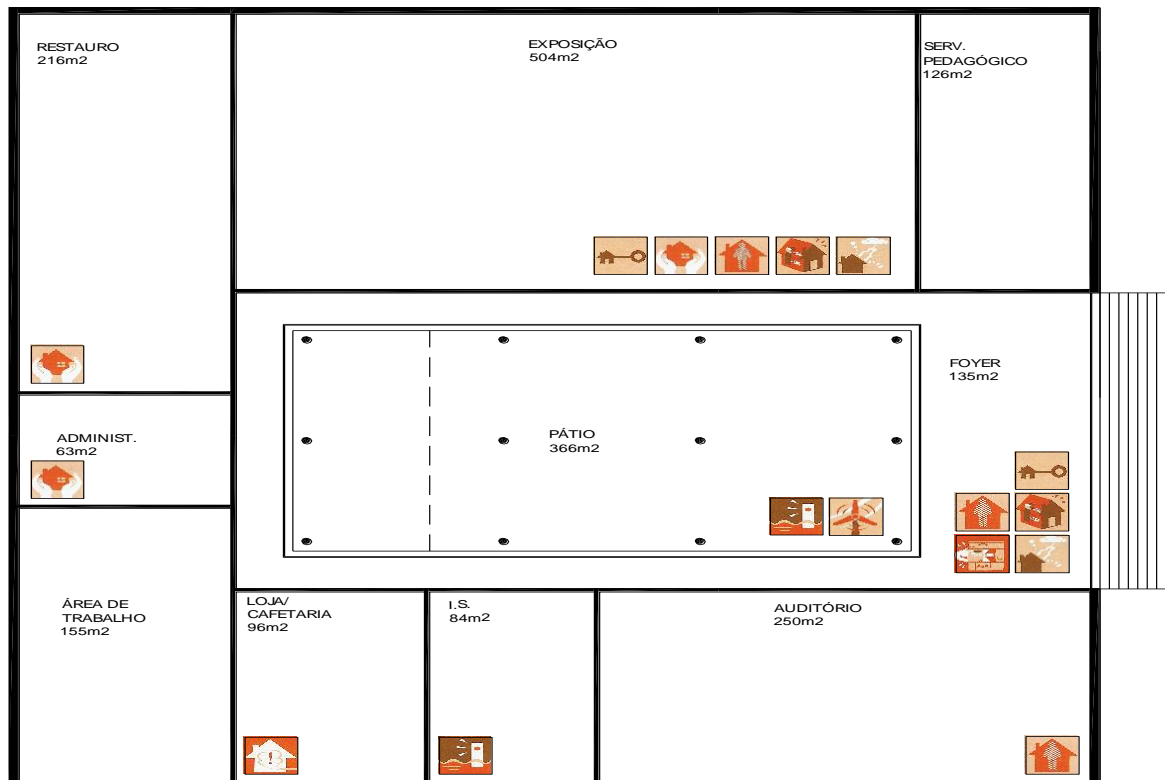 RESTAURO
216m2
EXPOSIÇÃO
504m2
SERV.
PEDAGÓGICO
126m2
FOYER
135m2
ADMINIST.
63m2
PÁTIO
366m2
ÁREA DE
TRABALHO
155m2
LOJA/
CAFETARIA
96m2
I.S.
84m2
AUDITÓRIO
250m2